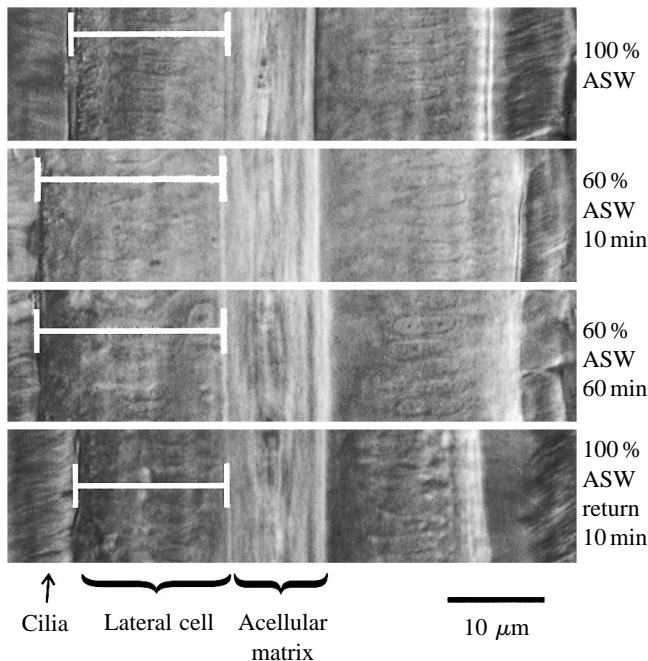 100 %
ASW
60 %
ASW
10 min
60 %
ASW
60 min
100 %
ASW
return
10 min
Cilia
Lateral cell
Acellular
matrix
10 μm